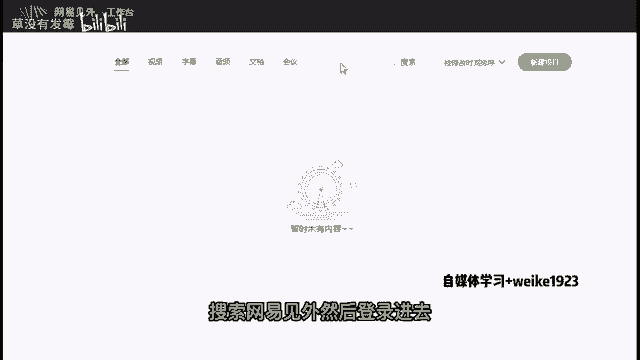 网易见外 工作台
草没有发霉 bilibili
全部 视频 字幕 音频 文档 会议 搜索 按修改时间排序 新建项目
暂时木有内容~~
自媒体学习+weike1923
搜索网易见外然后登录进去